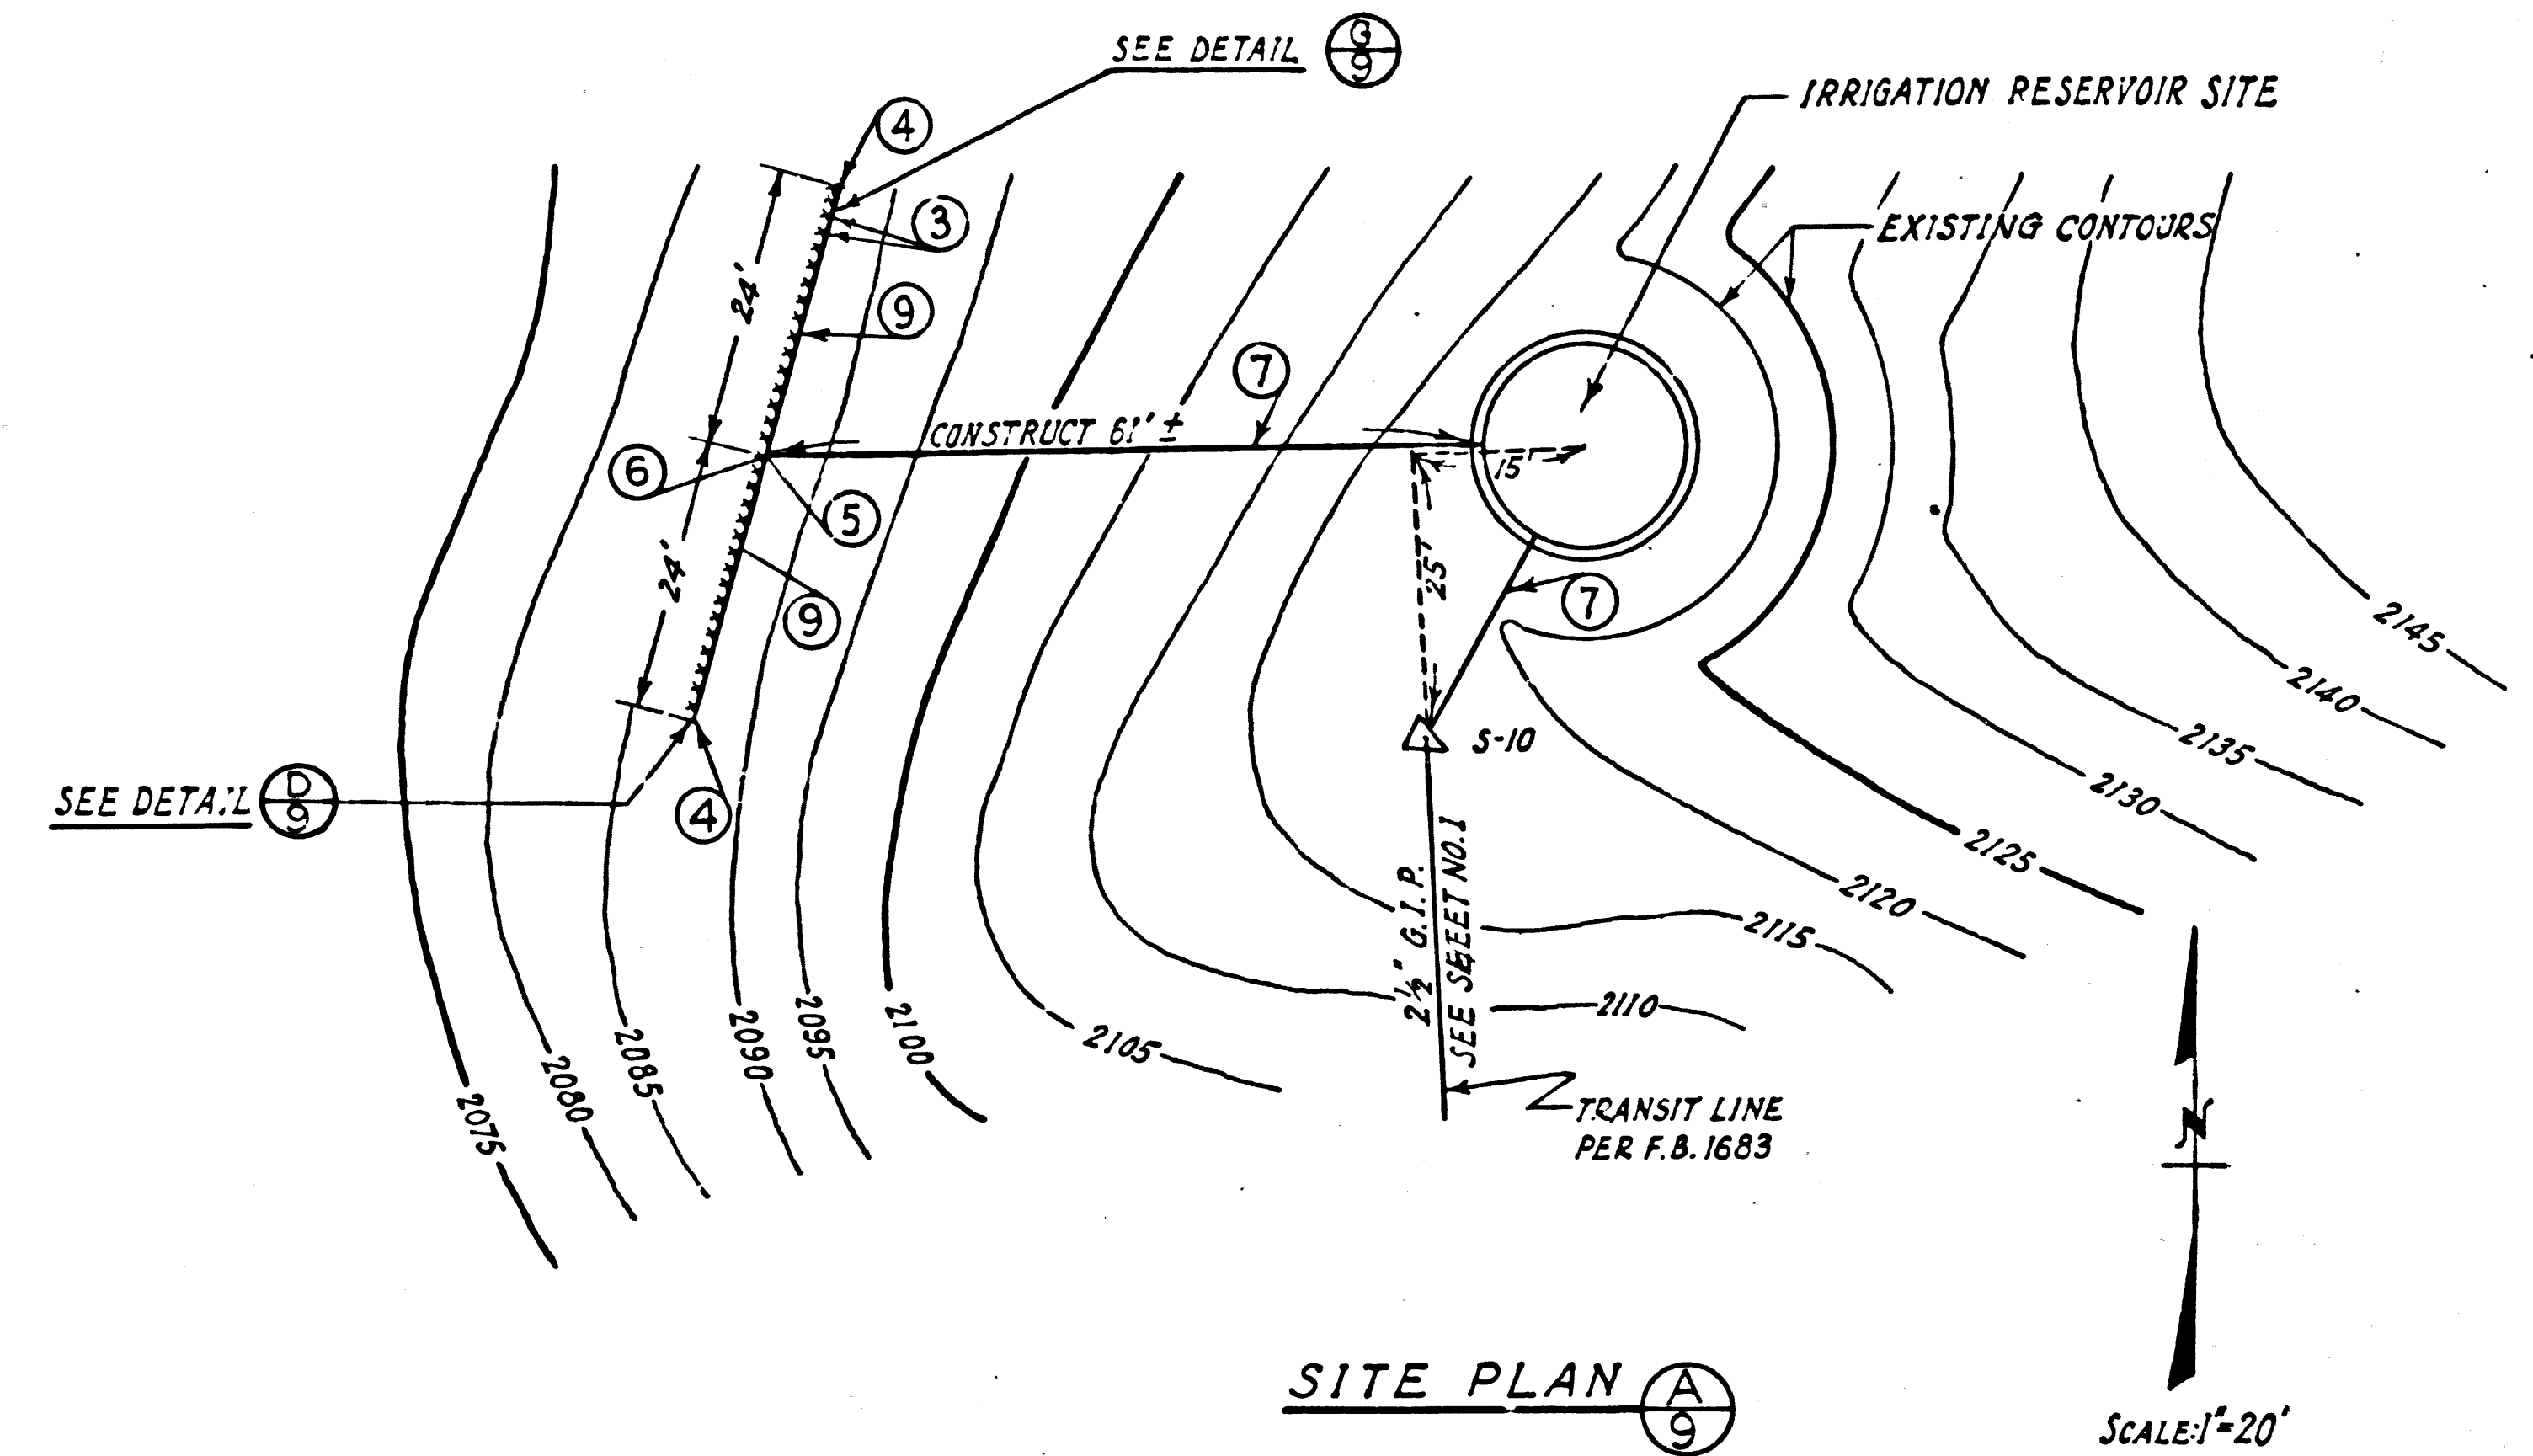 SEE DETAIL
G
9
IRRIGATION RESERVOIR SITE
4
3
EXISTING CONTOURS
24'
9
7
CONSTRUCT 61' ±
15'
6
5
25'
24'
9
7
2145
2140
S-10
2135
SEE DETAIL
D
9
4
2130
2125
2120
2 1/2" G.I.P.
SEE SHEET NO.1
2115
2110
2105
2100
2095
2090
2085
2080
2075
TRANSIT LINE
PER F.B. 1683
N
SITE PLAN
A
9
SCALE: 1"=20'